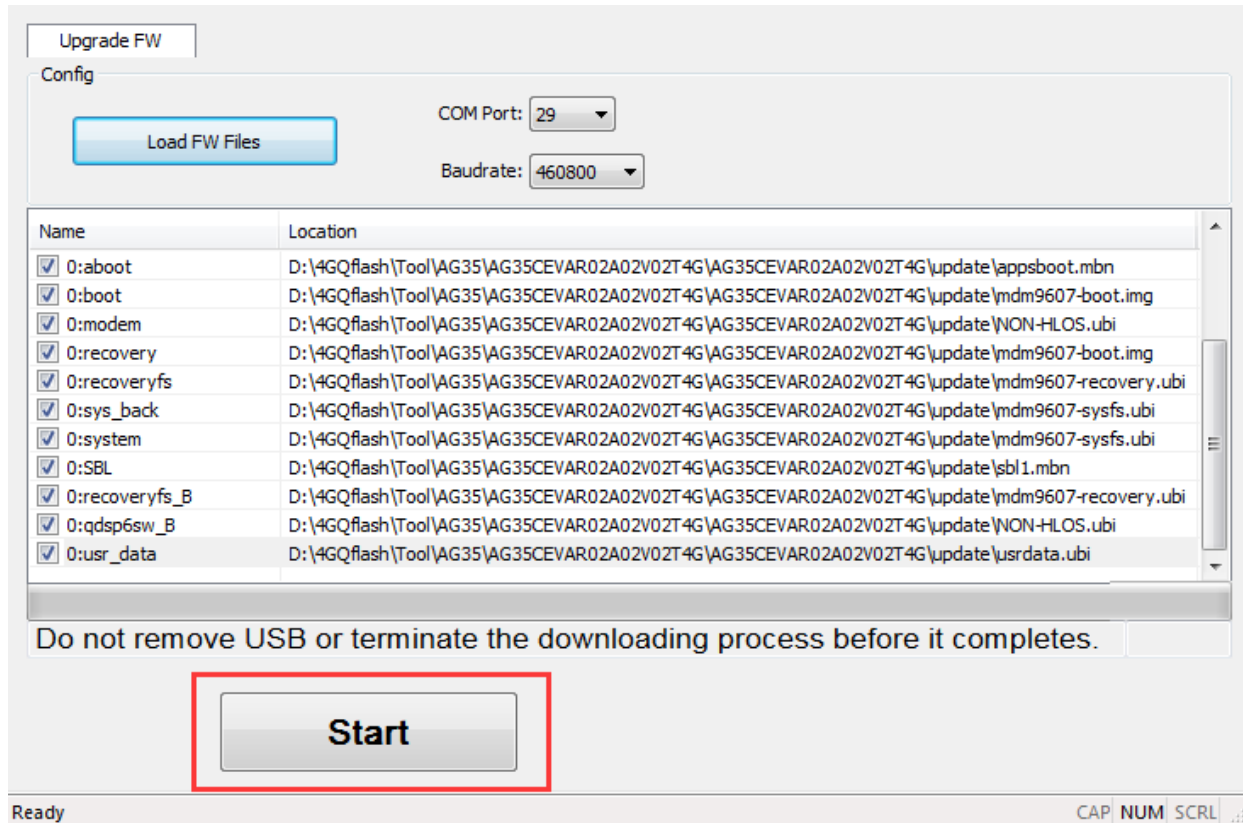 Upgrade FW
Config
Load FW Files
COM Port: 29
Baudrate: 460800
Name Location
0:aboot D:\4GQflash\Tool\AG35\AG35CEVAR02A02V02T4G\AG35CEVAR02A02V02T4G\update\appsboot.mbn
0:boot D:\4GQflash\Tool\AG35\AG35CEVAR02A02V02T4G\AG35CEVAR02A02V02T4G\update\mdm9607-boot.img
0:modem D:\4GQflash\Tool\AG35\AG35CEVAR02A02V02T4G\AG35CEVAR02A02V02T4G\update\NON-HLOS.ubi
0:recovery D:\4GQflash\Tool\AG35\AG35CEVAR02A02V02T4G\AG35CEVAR02A02V02T4G\update\mdm9607-boot.img
0:recoveryfs D:\4GQflash\Tool\AG35\AG35CEVAR02A02V02T4G\AG35CEVAR02A02V02T4G\update\mdm9607-recovery.ubi
0:sys_back D:\4GQflash\Tool\AG35\AG35CEVAR02A02V02T4G\AG35CEVAR02A02V02T4G\update\mdm9607-sysfs.ubi
0:system D:\4GQflash\Tool\AG35\AG35CEVAR02A02V02T4G\AG35CEVAR02A02V02T4G\update\mdm9607-sysfs.ubi
0:SBL D:\4GQflash\Tool\AG35\AG35CEVAR02A02V02T4G\AG35CEVAR02A02V02T4G\update\sbl1.mbn
0:recoveryfs_B D:\4GQflash\Tool\AG35\AG35CEVAR02A02V02T4G\AG35CEVAR02A02V02T4G\update\mdm9607-recovery.ubi
0:qdsp6sw_B D:\4GQflash\Tool\AG35\AG35CEVAR02A02V02T4G\AG35CEVAR02A02V02T4G\update\NON-HLOS.ubi
0:usr_data D:\4GQflash\Tool\AG35\AG35CEVAR02A02V02T4G\AG35CEVAR02A02V02T4G\update\usrdata.ubi
Do not remove USB or terminate the downloading process before it completes.
Start
Ready CAP NUM SCRL